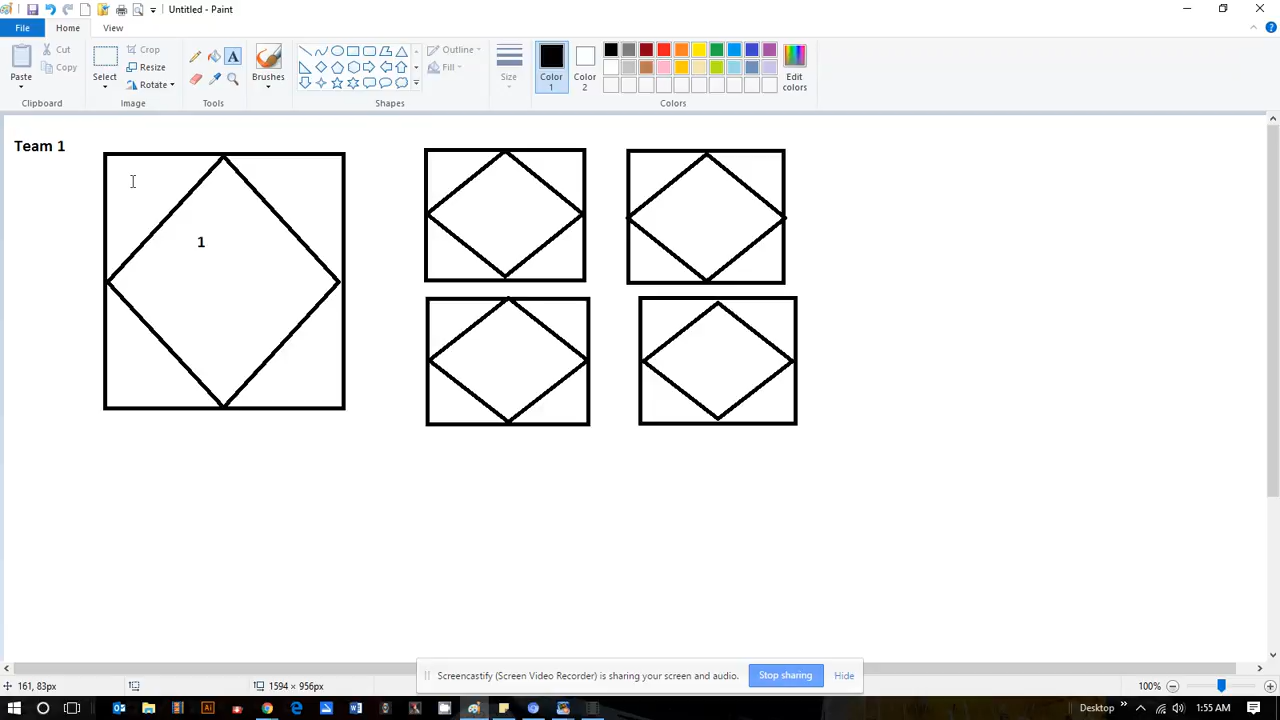 Untitled - Paint
File
Home
View
Paste
Cut
Copy
Clipboard
Select
Crop
Resize
Rotate
Image
A
Tools
Brushes
Outline
Fill
Shapes
Size
Color
1
Color
2
Edit
colors
Colors
Team 1
1
Screencastify (Screen Video Recorder) is sharing your screen and audio.
Stop sharing
Hide
161, 83px
1594 × 956px
100%
Desktop
1:55 AM